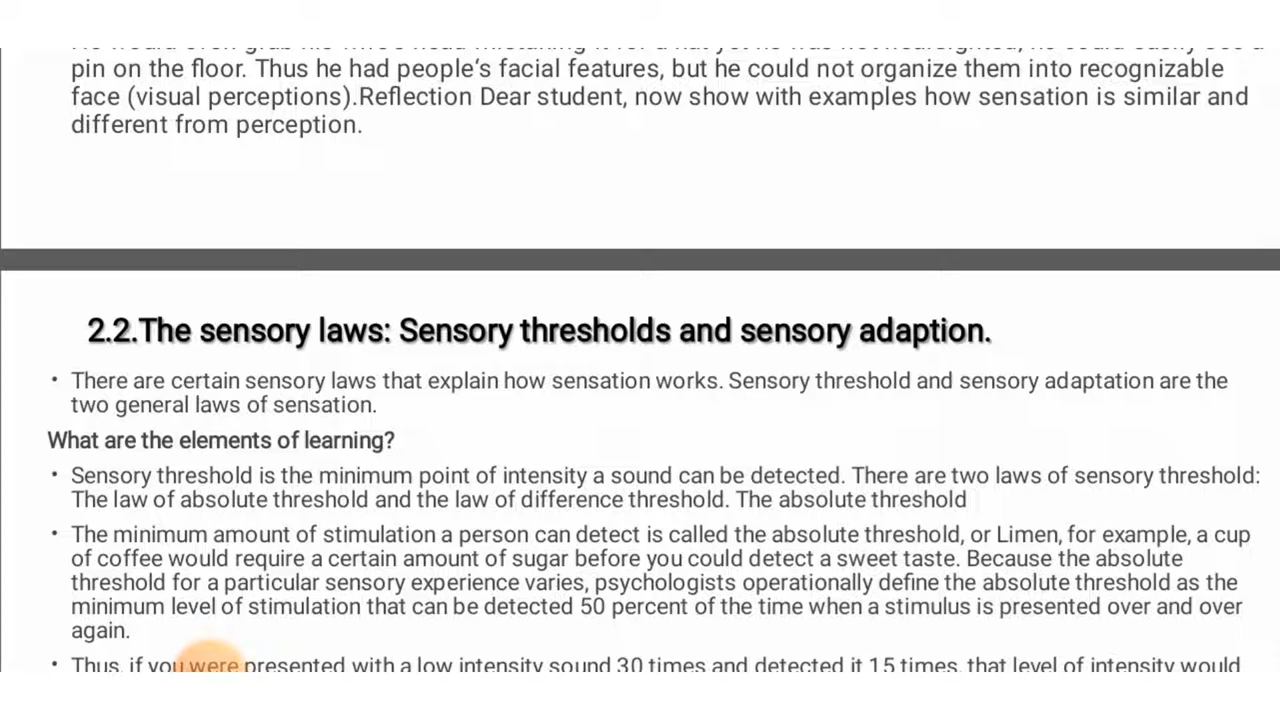 pin on the floor. Thus he had people‘s facial features, but he could not organize them into recognizable
face (visual perceptions).Reflection Dear student, now show with examples how sensation is similar and
different from perception.
2.2.The sensory laws: Sensory thresholds and sensory adaption.
• There are certain sensory laws that explain how sensation works. Sensory threshold and sensory adaptation are the
two general laws of sensation.
What are the elements of learning?
• Sensory threshold is the minimum point of intensity a sound can be detected. There are two laws of sensory threshold:
The law of absolute threshold and the law of difference threshold. The absolute threshold
• The minimum amount of stimulation a person can detect is called the absolute threshold, or Limen, for example, a cup
of coffee would require a certain amount of sugar before you could detect a sweet taste. Because the absolute
threshold for a particular sensory experience varies, psychologists operationally define the absolute threshold as the
minimum level of stimulation that can be detected 50 percent of the time when a stimulus is presented over and over
again.
• Thus, if you were presented with a low intensity sound 30 times and detected it 15 times, that level of intensity would